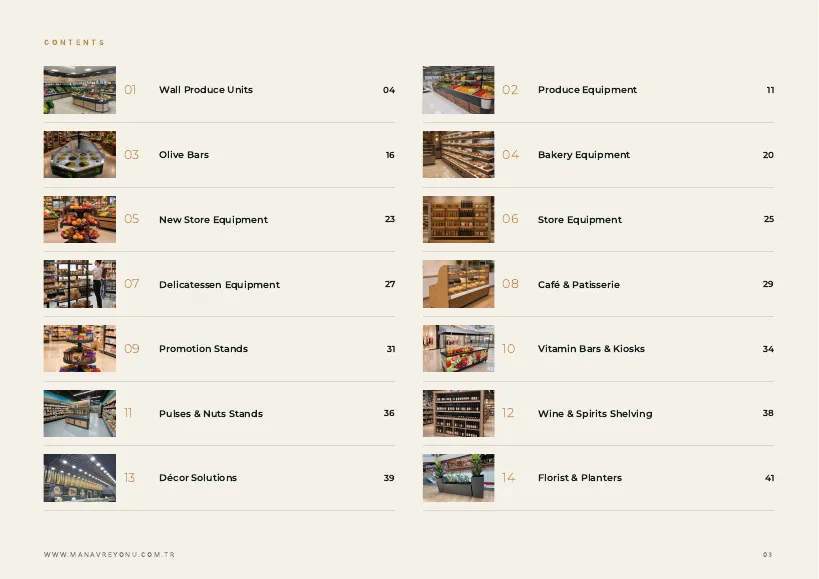 CONTENTS
01 Wall Produce Units 04
02 Produce Equipment 11
03 Olive Bars 16
04 Bakery Equipment 20
05 New Store Equipment 23
06 Store Equipment 25
07 Delicatessen Equipment 27
08 Café & Patisserie 29
09 Promotion Stands 31
10 Vitamin Bars & Kiosks 34
11 Pulses & Nuts Stands 36
12 Wine & Spirits Shelving 38
13 Décor Solutions 39
14 Florist & Planters 41
WWW.MANAVREYONU.COM.TR 03